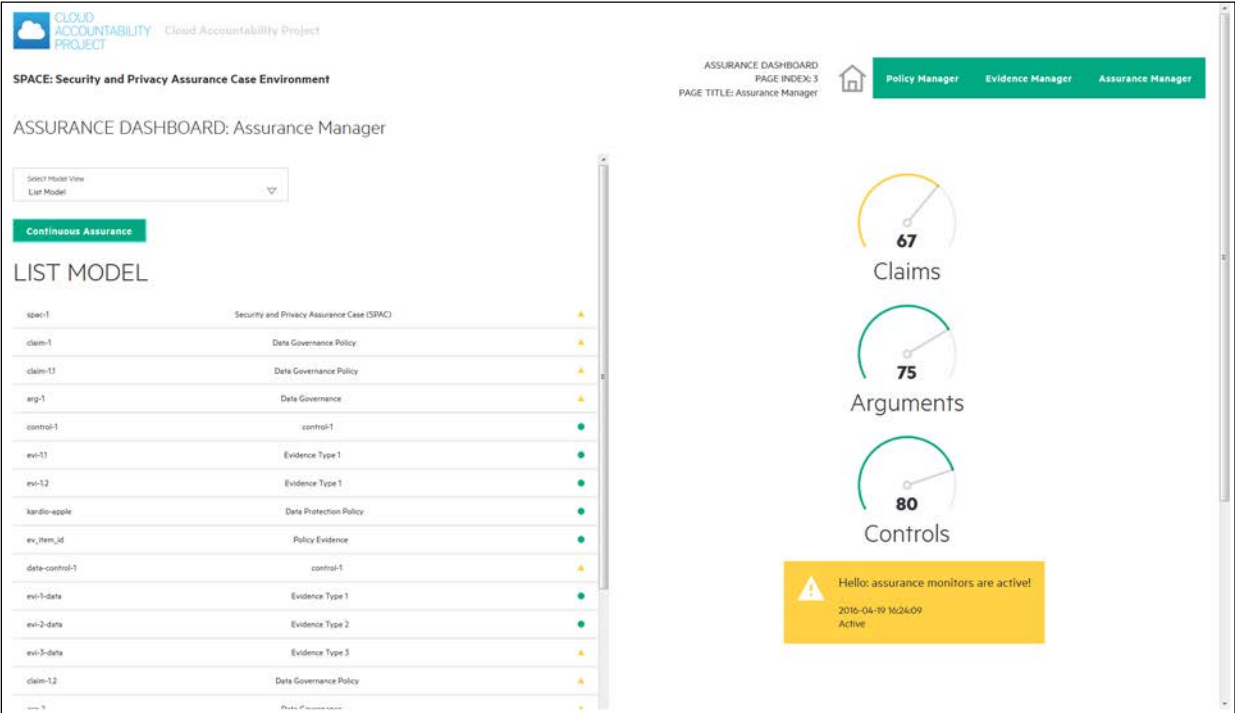 CLOUD
ACCOUNTABILITY
PROJECT
Cloud Accountability Project
SPACE: Security and Privacy Assurance Case Environment
ASSURANCE DASHBOARD
PAGE INDEX: 3
PAGE TITLE: Assurance Manager
Policy Manager Evidence Manager Assurance Manager
ASSURANCE DASHBOARD: Assurance Manager
Select Model View
List Model
Continuous Assurance
LIST MODEL
spac-1 Security and Privacy Assurance Case (SPAC)
claim-1 Data Governance Policy
claim-1.1 Data Governance Policy
arg-1 Data Governance
control-1 control-1
evi-1.1 Evidence Type 1
evi-1.2 Evidence Type 1
kardio-apple Data Protection Policy
ev_item_id Policy Evidence
data-control-1 control-1
evi-1-data Evidence Type 1
evi-2-data Evidence Type 2
evi-3-data Evidence Type 3
claim-1.2 Data Governance Policy
67
Claims
75
Arguments
80
Controls
Hello: assurance monitors are active!
2016-04-19 16:24:09
Active